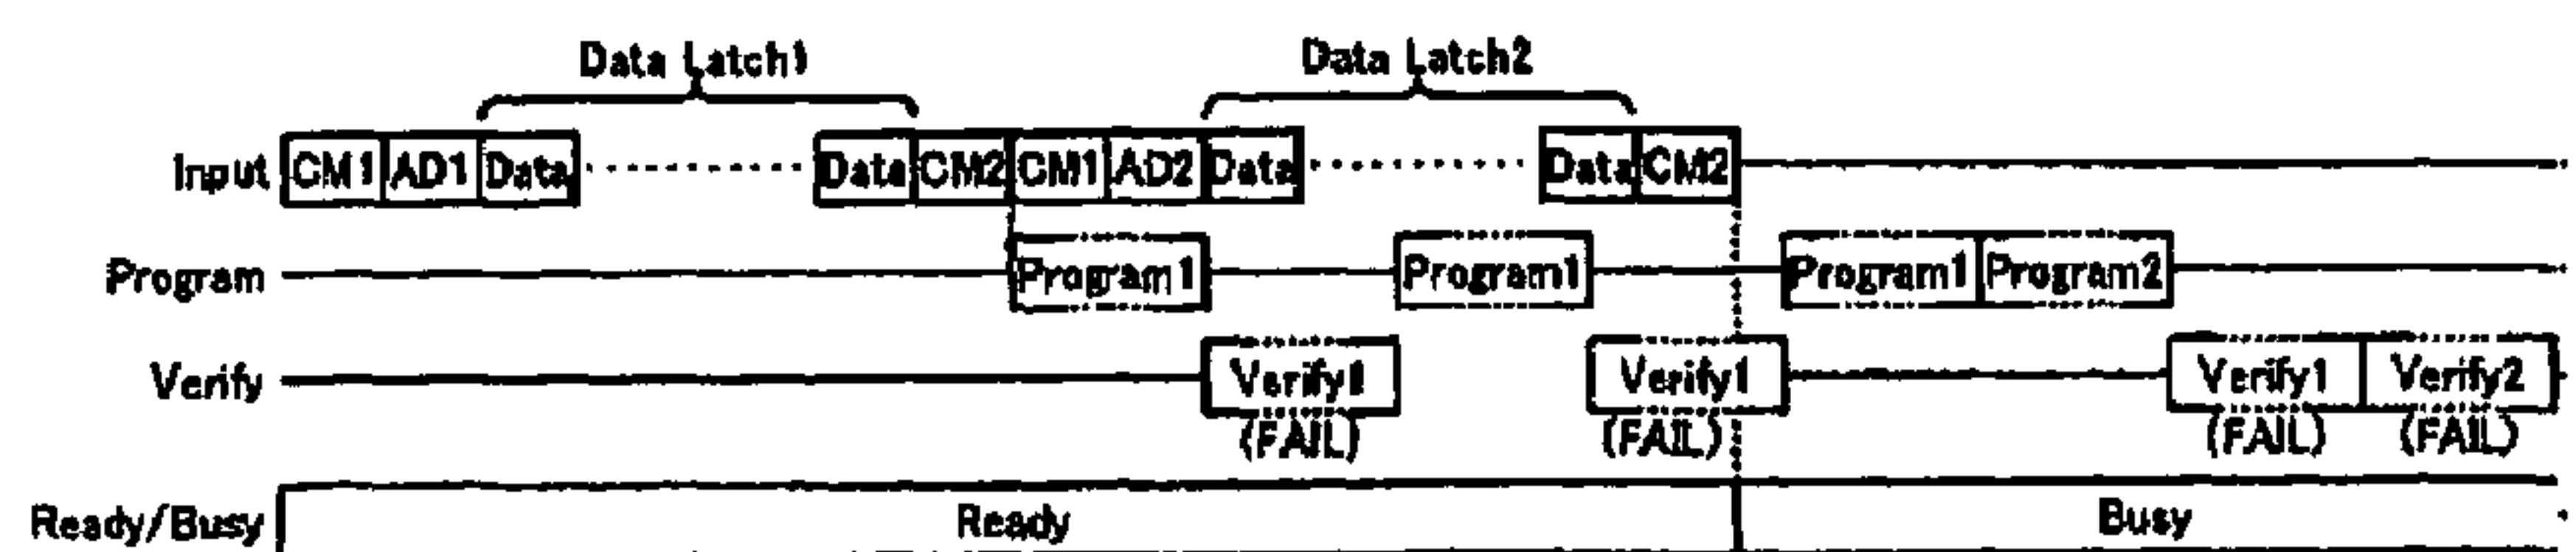 Data Latch1 Data Latch2
Input CM1 AD1 Data Data CM2 CM1 AD2 Data Data CM2
Program Program1 Program1 Program1 Program2
Verify Verify1 Verify1 Verify1 Verify2
(FAIL) (FAIL) (FAIL) (FAIL)
Ready/Busy Ready Busy